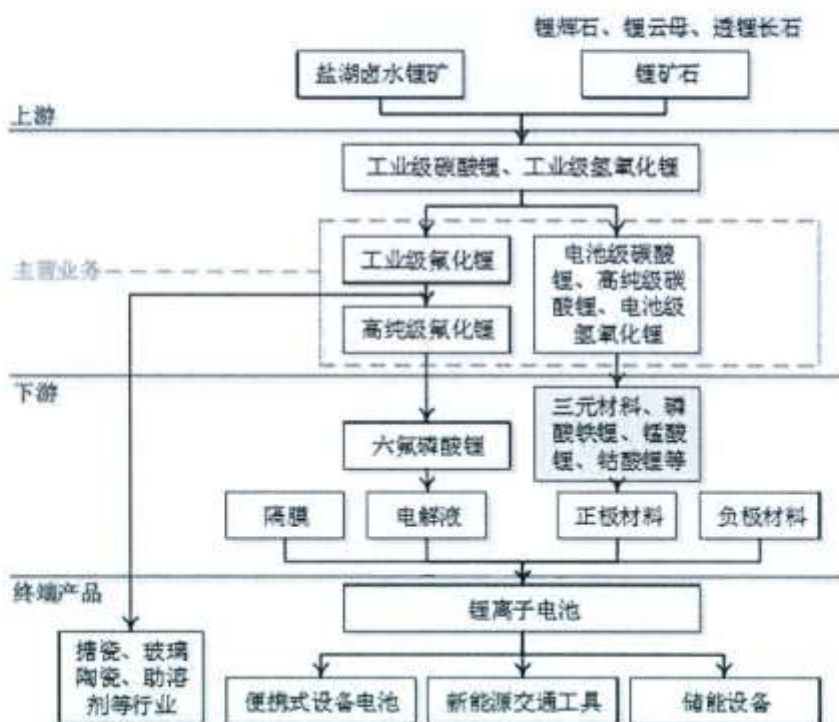 锂辉石、锂云母、透锂长石
盐湖卤水锂矿
锂矿石
上游
工业级碳酸锂、工业级氢氧化锂
主营业务
工业级氟化锂
电池级碳酸
锂、高纯级碳
酸锂、电池级
氢氧化锂
高纯级氟化锂
下游
六氟磷酸锂
三元材料、磷
酸铁锂、锰酸
锂、钴酸锂等
隔膜
电解液
正极材料
负极材料
终端产品
锂离子电池
搪瓷、玻璃
陶瓷、助溶
剂等行业
便携式设备电池
新能源交通工具
储能设备